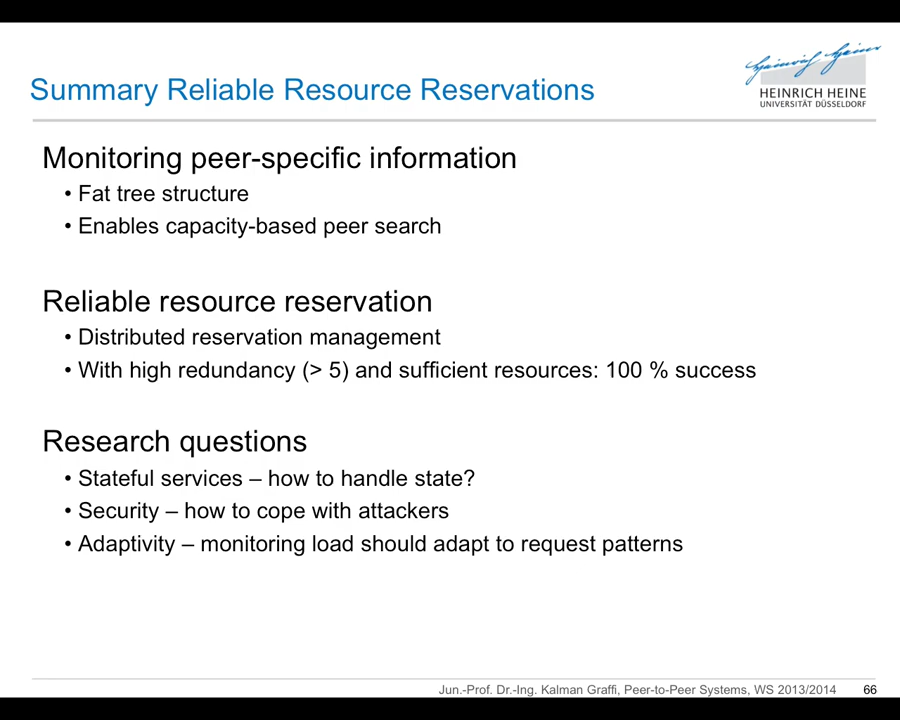 Summary Reliable Resource Reservations
Heinrich Heine
HEINRICH HEINE
UNIVERSITÄT DÜSSELDORF
Monitoring peer-specific information
• Fat tree structure
• Enables capacity-based peer search
Reliable resource reservation
• Distributed reservation management
• With high redundancy (> 5) and sufficient resources: 100 % success
Research questions
• Stateful services – how to handle state?
• Security – how to cope with attackers
• Adaptivity – monitoring load should adapt to request patterns
Jun.-Prof. Dr.-Ing. Kalman Graffi, Peer-to-Peer Systems, WS 2013/2014 66